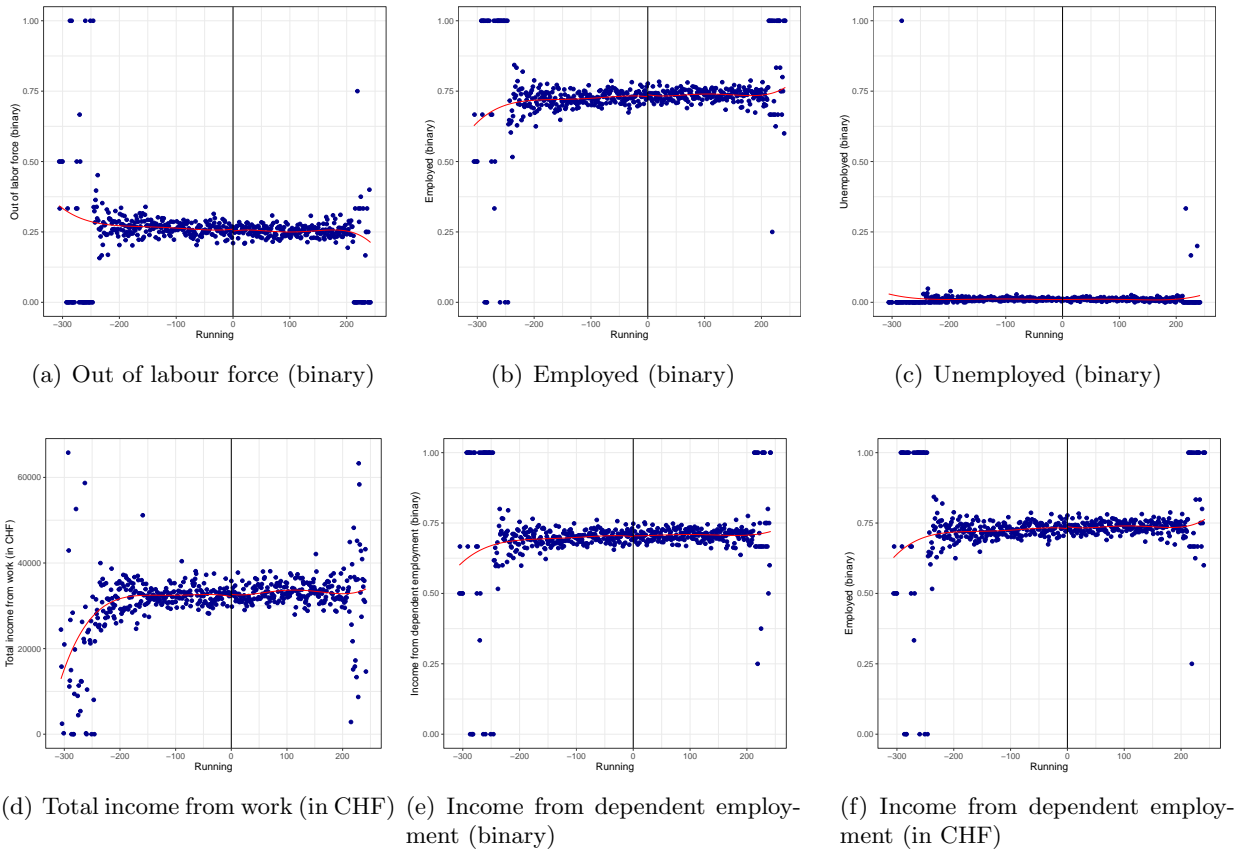 1.00
0.75
0.50
0.25
0.00
Out of labor force (binary)
−300 −200 −100 0 100 200
Running
(a) Out of labour force (binary)
1.00
0.75
0.50
0.25
0.00
Employed (binary)
−300 −200 −100 0 100 200
Running
(b) Employed (binary)
1.00
0.75
0.50
0.25
0.00
Unemployed (binary)
−300 −200 −100 0 100 200
Running
(c) Unemployed (binary)
60000
40000
20000
0
Total income from work (in CHF)
−300 −200 −100 0 100 200
Running
(d) Total income from work (in CHF)
1.00
0.75
0.50
0.25
0.00
Income from dependent employment (binary)
−300 −200 −100 0 100 200
Running
(e) Income from dependent employ-
ment (binary)
1.00
0.75
0.50
0.25
0.00
Employed (binary)
−300 −200 −100 0 100 200
Running
(f) Income from dependent employ-
ment (in CHF)